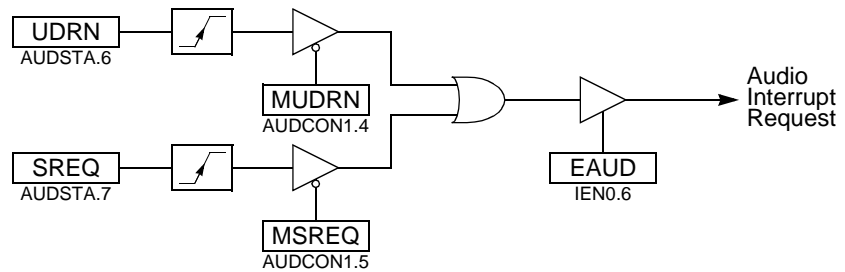 UDRN
AUDSTA.6
MUDRN
AUDCON1.4
SREQ
AUDSTA.7
MSREQ
AUDCON1.5
EAUD
IEN0.6
Audio
Interrupt
Request